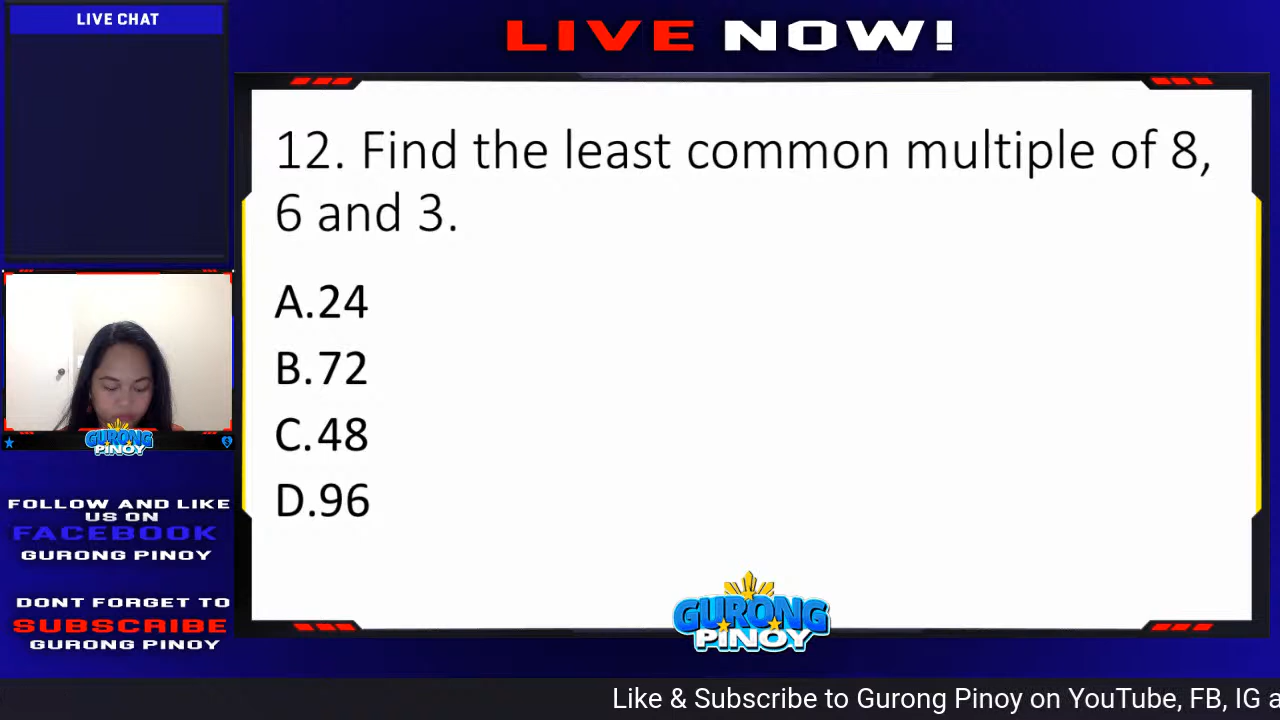 LIVE CHAT
LIVE NOW!
12. Find the least common multiple of 8,
6 and 3.
A.24
B.72
C.48
D.96
GURONG
PINOY
FOLLOW AND LIKE
US ON
FACEBOOK
GURONG PINOY
DONT FORGET TO
SUBSCRIBE
GURONG PINOY
GURONG
PINOY
Like & Subscribe to Gurong Pinoy on YouTube, FB, IG a